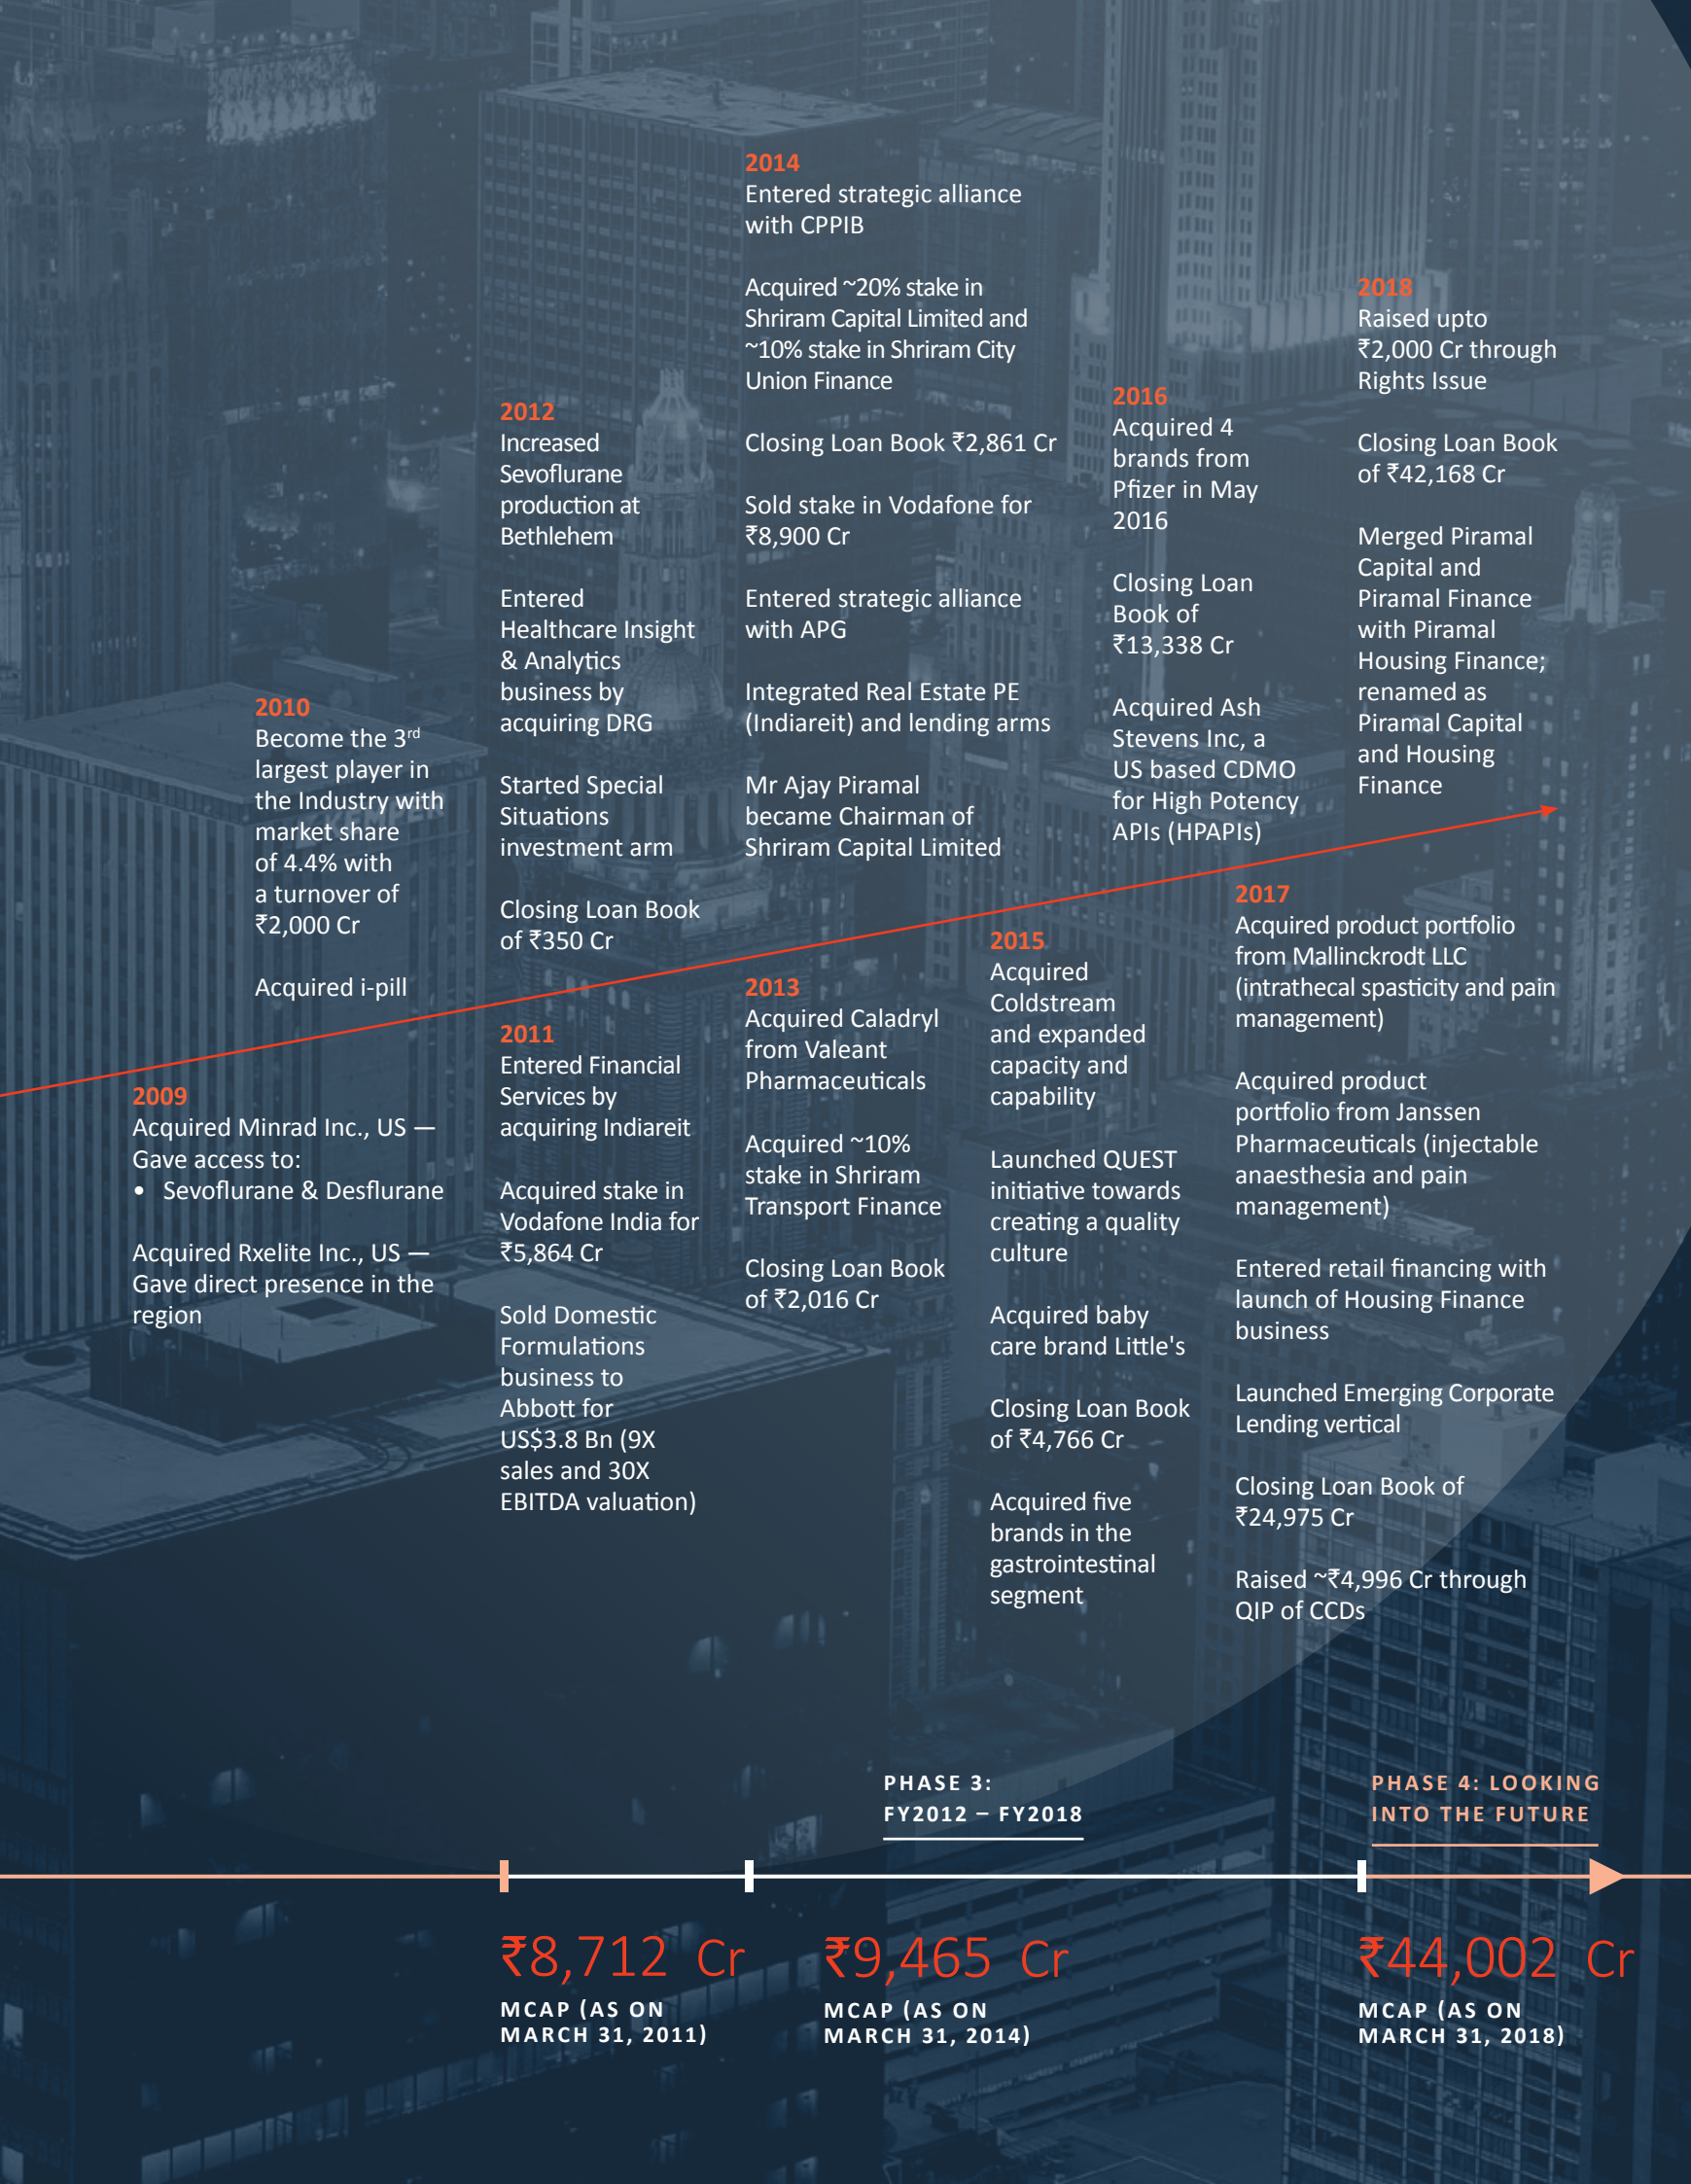 2014
Entered strategic alliance
with CPPIB
Acquired ~20% stake in
Shriram Capital Limited and
~10% stake in Shriram City
Union Finance
Closing Loan Book ₹2,861 Cr
Sold stake in Vodafone for
₹8,900 Cr
Entered strategic alliance
with APG
Integrated Real Estate PE
(Indiareit) and lending arms
Mr Ajay Piramal
became Chairman of
Shriram Capital Limited
2018
Raised upto
₹2,000 Cr through
Rights Issue
Closing Loan Book
of ₹42,168 Cr
Merged Piramal
Capital and
Piramal Finance
with Piramal
Housing Finance;
renamed as
Piramal Capital
and Housing
Finance
2016
Acquired 4
brands from
Pfizer in May
2016
Closing Loan
Book of
₹13,338 Cr
Acquired Ash
Stevens Inc, a
US based CDMO
for High Potency
APIs (HPAPIs)
2012
Increased
Sevoflurane
production at
Bethlehem
Entered
Healthcare Insight
& Analytics
business by
acquiring DRG
Started Special
Situations
investment arm
Closing Loan Book
of ₹350 Cr
2010
Become the 3rd
largest player in
the Industry with
market share
of 4.4% with
a turnover of
₹2,000 Cr
Acquired i-pill
2009
Acquired Minrad Inc., US —
Gave access to:
• Sevoflurane & Desflurane
Acquired Rxelite Inc., US —
Gave direct presence in the
region
2011
Entered Financial
Services by
acquiring Indiareit
Acquired stake in
Vodafone India for
₹5,864 Cr
Sold Domestic
Formulations
business to
Abbott for
US$3.8 Bn (9X
sales and 30X
EBITDA valuation)
2013
Acquired Caladryl
from Valeant
Pharmaceuticals
Acquired ~10%
stake in Shriram
Transport Finance
Closing Loan Book
of ₹2,016 Cr
2015
Acquired
Coldstream
and expanded
capacity and
capability
Launched QUEST
initiative towards
creating a quality
culture
Acquired baby
care brand Little's
Closing Loan Book
of ₹4,766 Cr
Acquired five
brands in the
gastrointestinal
segment
2017
Acquired product portfolio
from Mallinckrodt LLC
(intrathecal spasticity and pain
management)
Acquired product
portfolio from Janssen
Pharmaceuticals (injectable
anaesthesia and pain
management)
Entered retail financing with
launch of Housing Finance
business
Launched Emerging Corporate
Lending vertical
Closing Loan Book of
₹24,975 Cr
Raised ~₹4,996 Cr through
QIP of CCDs
PHASE 3:
FY2012 – FY2018
PHASE 4: LOOKING
INTO THE FUTURE
₹8,712 Cr
MCAP (AS ON
MARCH 31, 2011)
₹9,465 Cr
MCAP (AS ON
MARCH 31, 2014)
₹44,002 Cr
MCAP (AS ON
MARCH 31, 2018)